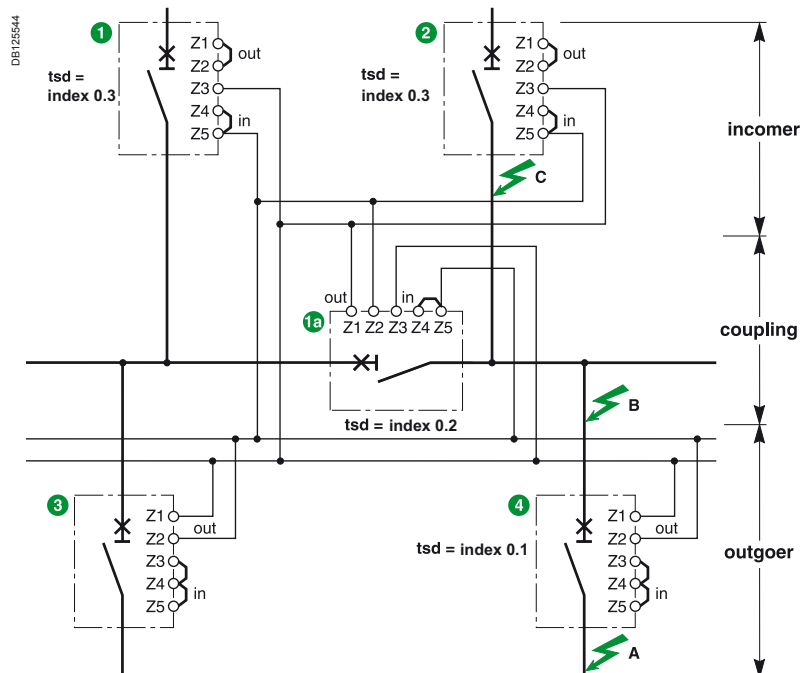 DB125544
1
tsd =
index 0.3
Z1
Z2
Z3
Z4
Z5
out
in
2
tsd =
index 0.3
Z1
Z2
Z3
Z4
Z5
out
in
incomer
C
1a
out
in
Z1 Z2 Z3 Z4 Z5
tsd = index 0.2
coupling
B
3
Z1
Z2
Z3
Z4
Z5
out
in
4
tsd = index 0.1
Z1
Z2
Z3
Z4
Z5
out
in
outgoer
A